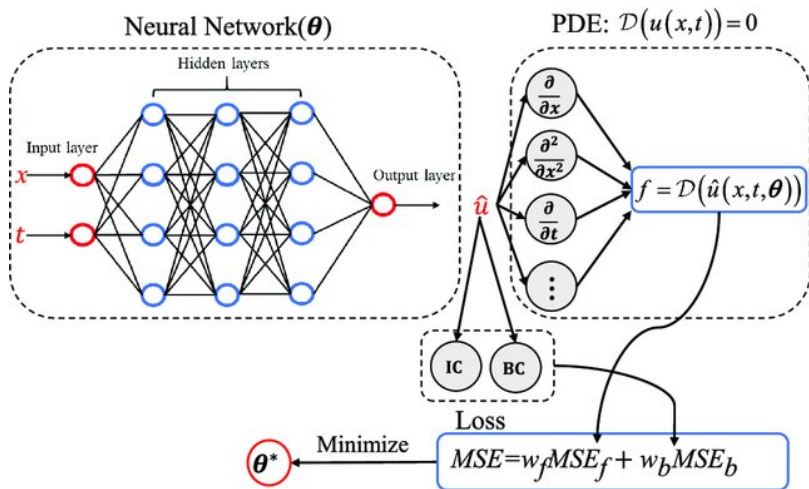 Neural Network(θ)
PDE: 𝒟(u(x,t))=0
Hidden layers
Input layer
x
t
Output layer
û
∂/∂x
∂²/∂x²
∂/∂t
⋮
f = 𝒟(û(x,t,θ))
IC
BC
Loss
MSE=w_f MSE_f + w_b MSE_b
Minimize
θ*